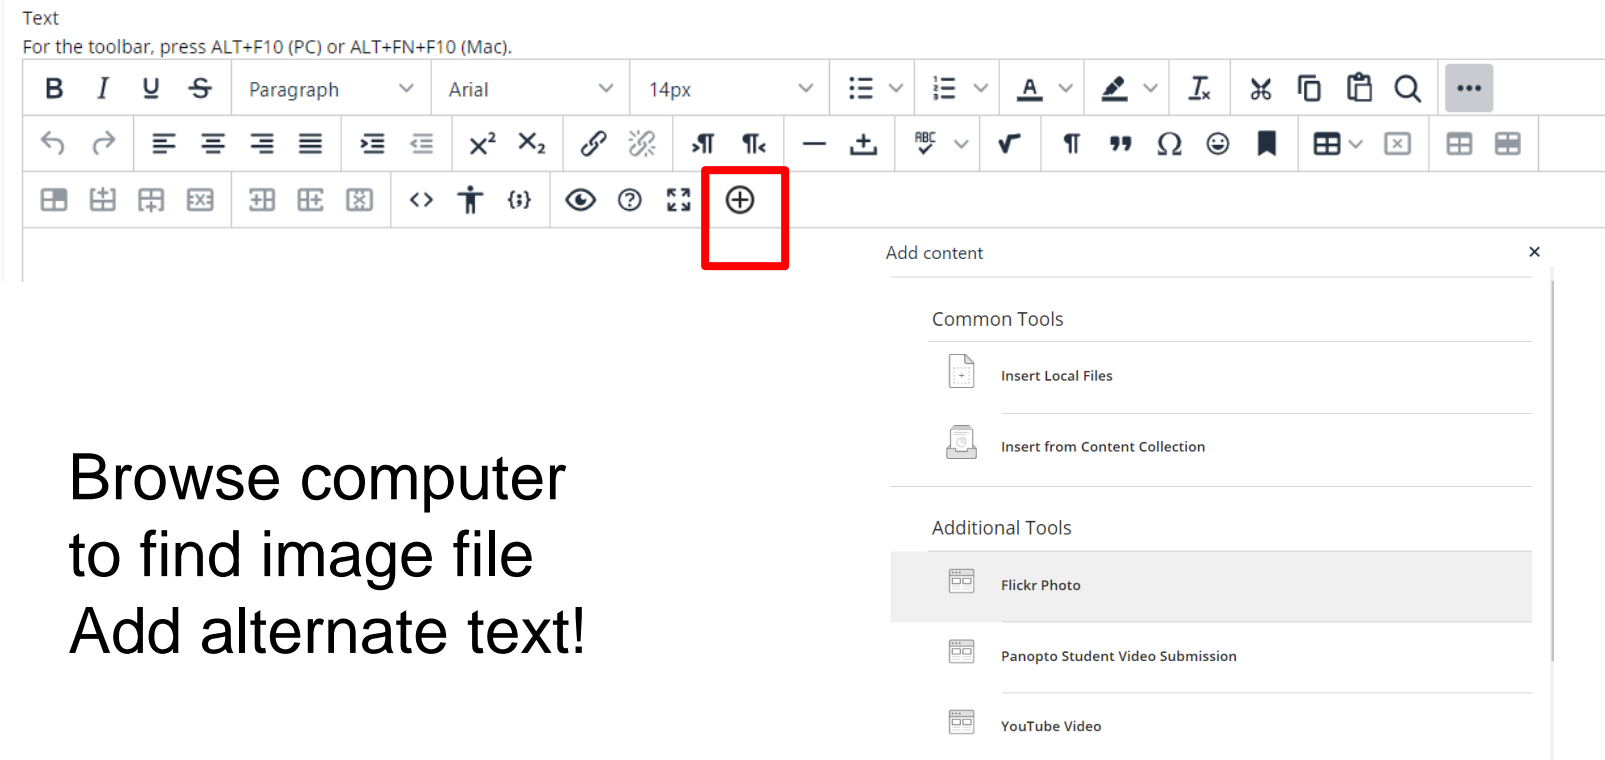 Text
For the toolbar, press ALT+F10 (PC) or ALT+FN+F10 (Mac).
B I U S Paragraph Arial 14px A
ABC
Add content
Common Tools
Insert Local Files
Insert from Content Collection
Additional Tools
Flickr Photo
Panopto Student Video Submission
YouTube Video
Browse computer
to find image file
Add alternate text!